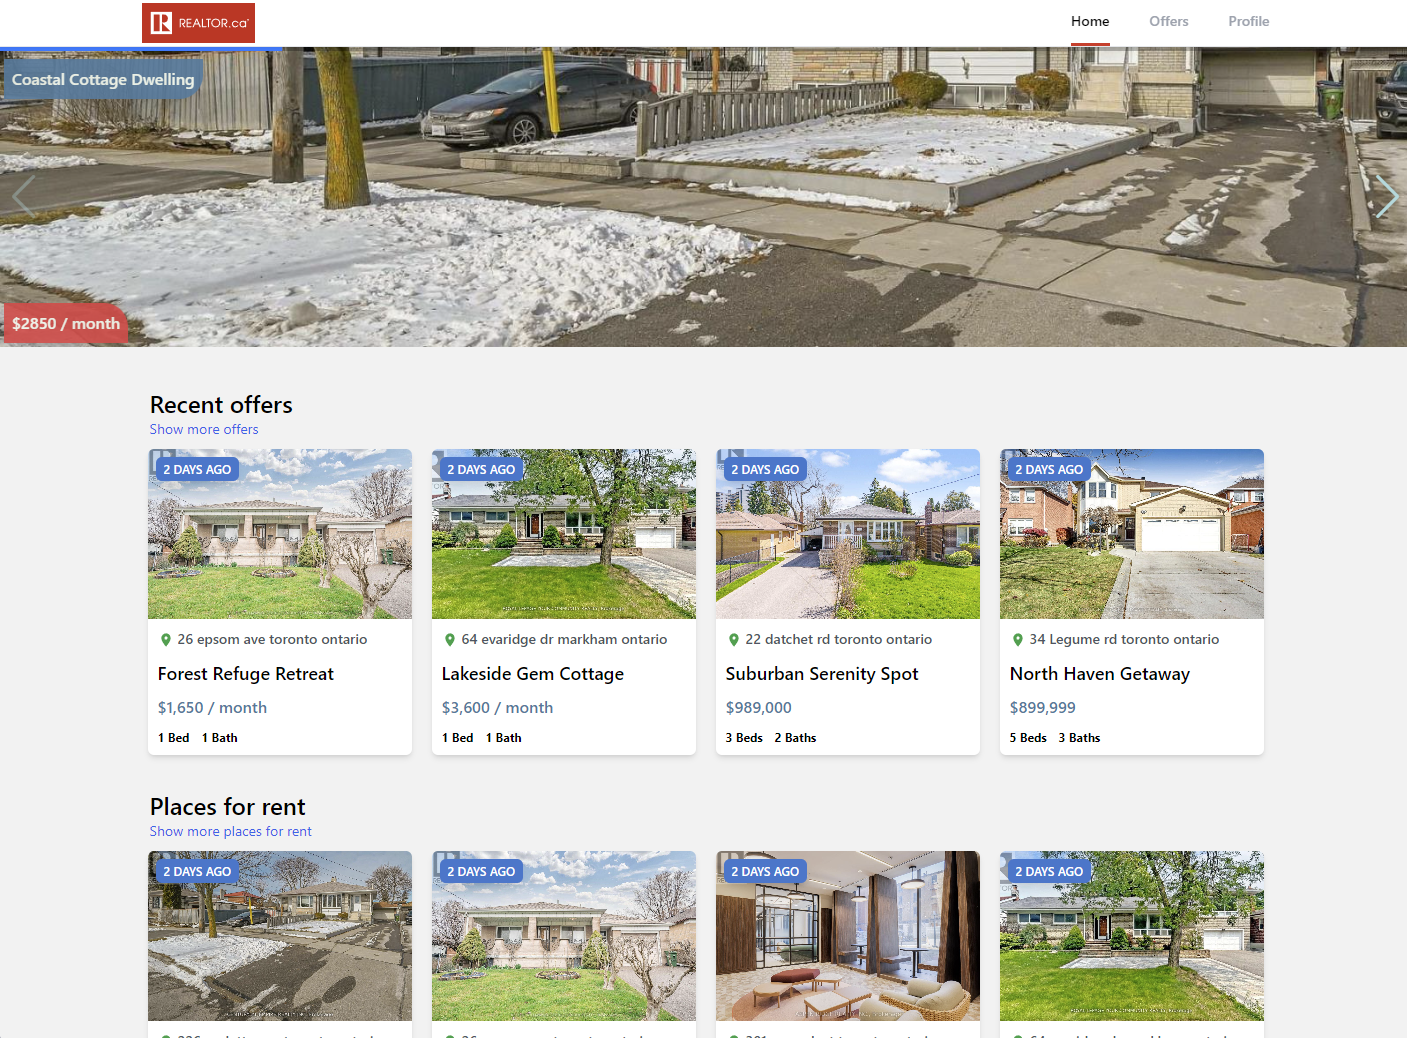 REALTOR.ca
Home
Offers
Profile
Coastal Cottage Dwelling
$2850 / month
Recent offers
Show more offers
2 DAYS AGO
2 DAYS AGO
2 DAYS AGO
2 DAYS AGO
26 epsom ave toronto ontario
64 evaridge dr markham ontario
22 datchet rd toronto ontario
34 Legume rd toronto ontario
Forest Refuge Retreat
Lakeside Gem Cottage
Suburban Serenity Spot
North Haven Getaway
$1,650 / month
$3,600 / month
$989,000
$899,999
1 Bed 1 Bath
1 Bed 1 Bath
3 Beds 2 Baths
5 Beds 3 Baths
Places for rent
Show more places for rent
2 DAYS AGO
2 DAYS AGO
2 DAYS AGO
2 DAYS AGO